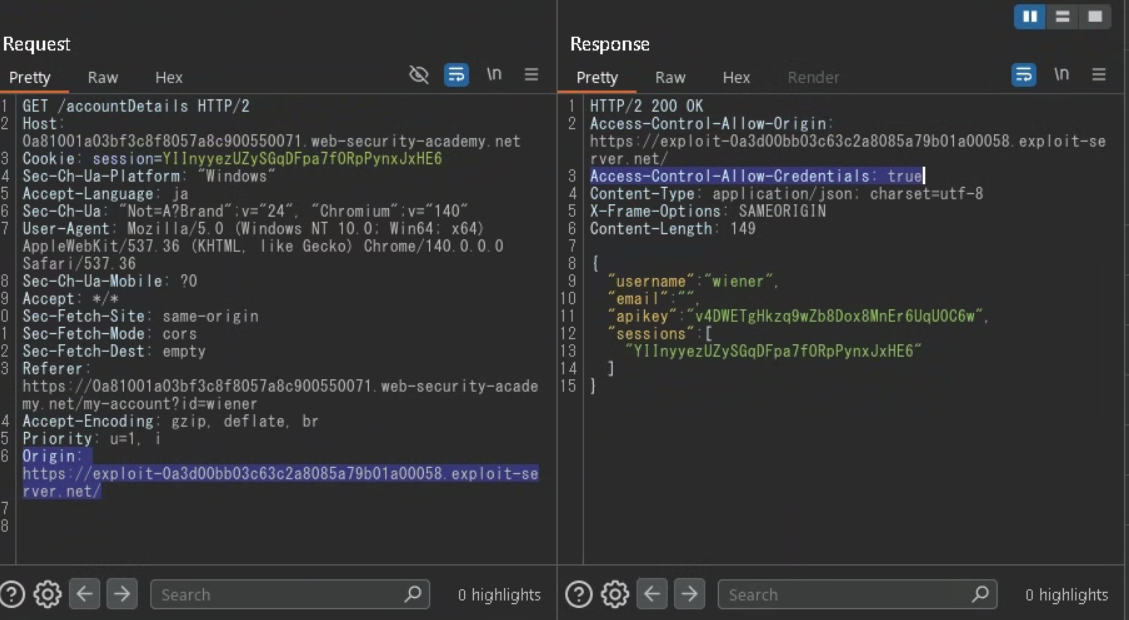 Request
Pretty Raw Hex \n
1 GET /accountDetails HTTP/2
2 Host:
0a81001a03bf3c8f8057a8c900550071.web-security-academy.net
3 Cookie: session=YIInyyezUZySGqDFpa7fORpPynxJxHE6
4 Sec-Ch-Ua-Platform: "Windows"
5 Accept-Language: ja
6 Sec-Ch-Ua: "Not=A?Brand";v="24", "Chromium";v="140"
7 User-Agent: Mozilla/5.0 (Windows NT 10.0; Win64; x64)
AppleWebKit/537.36 (KHTML, like Gecko) Chrome/140.0.0.0
Safari/537.36
8 Sec-Ch-Ua-Mobile: ?0
9 Accept: */*
0 Sec-Fetch-Site: same-origin
1 Sec-Fetch-Mode: cors
2 Sec-Fetch-Dest: empty
3 Referer:
https://0a81001a03bf3c8f8057a8c900550071.web-security-acade
my.net/my-account?id=wiener
4 Accept-Encoding: gzip, deflate, br
5 Priority: u=1, i
6 Origin:
https://exploit-0a3d00bb03c63c2a8085a79b01a00058.exploit-se
rver.net/
7
8
Search 0 highlights
Response
Pretty Raw Hex Render \n
1 HTTP/2 200 OK
2 Access-Control-Allow-Origin:
https://exploit-0a3d00bb03c63c2a8085a79b01a00058.exploit-se
rver.net/
3 Access-Control-Allow-Credentials: true
4 Content-Type: application/json; charset=utf-8
5 X-Frame-Options: SAMEORIGIN
6 Content-Length: 149
7
8 {
9 "username":"wiener",
10 "email":"",
11 "apikey":"v4DWETgHkzq9wZb8Dox8MnEr6UqUOC6w",
12 "sessions":[
13 "YIInyyezUZySGqDFpa7fORpPynxJxHE6"
14 ]
15 }
Search 0 highlights